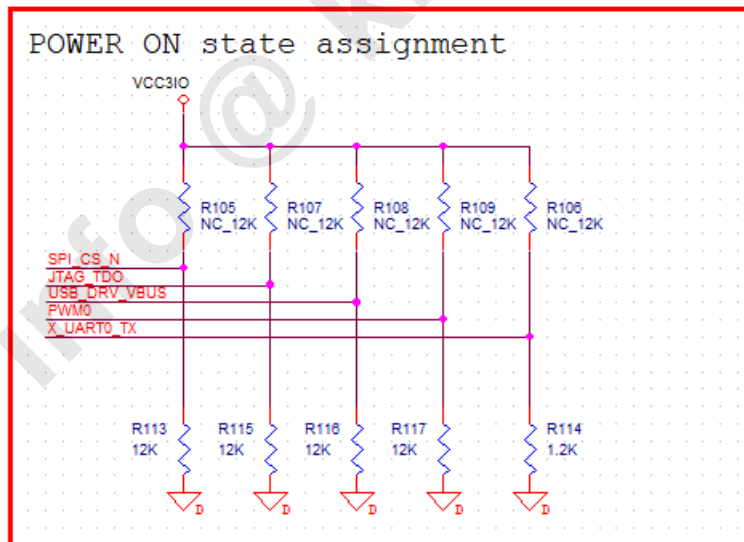 POWER ON state assignment
VCC3IO
R105
NC_12K
R107
NC_12K
R108
NC_12K
R109
NC_12K
R106
NC_12K
SPI_CS_N
JTAG_TDO
USB_DRV_VBUS
PWM0
X_UART0_TX
R113
12K
R115
12K
R116
12K
R117
12K
R114
1.2K
D
D
D
D
D
info @